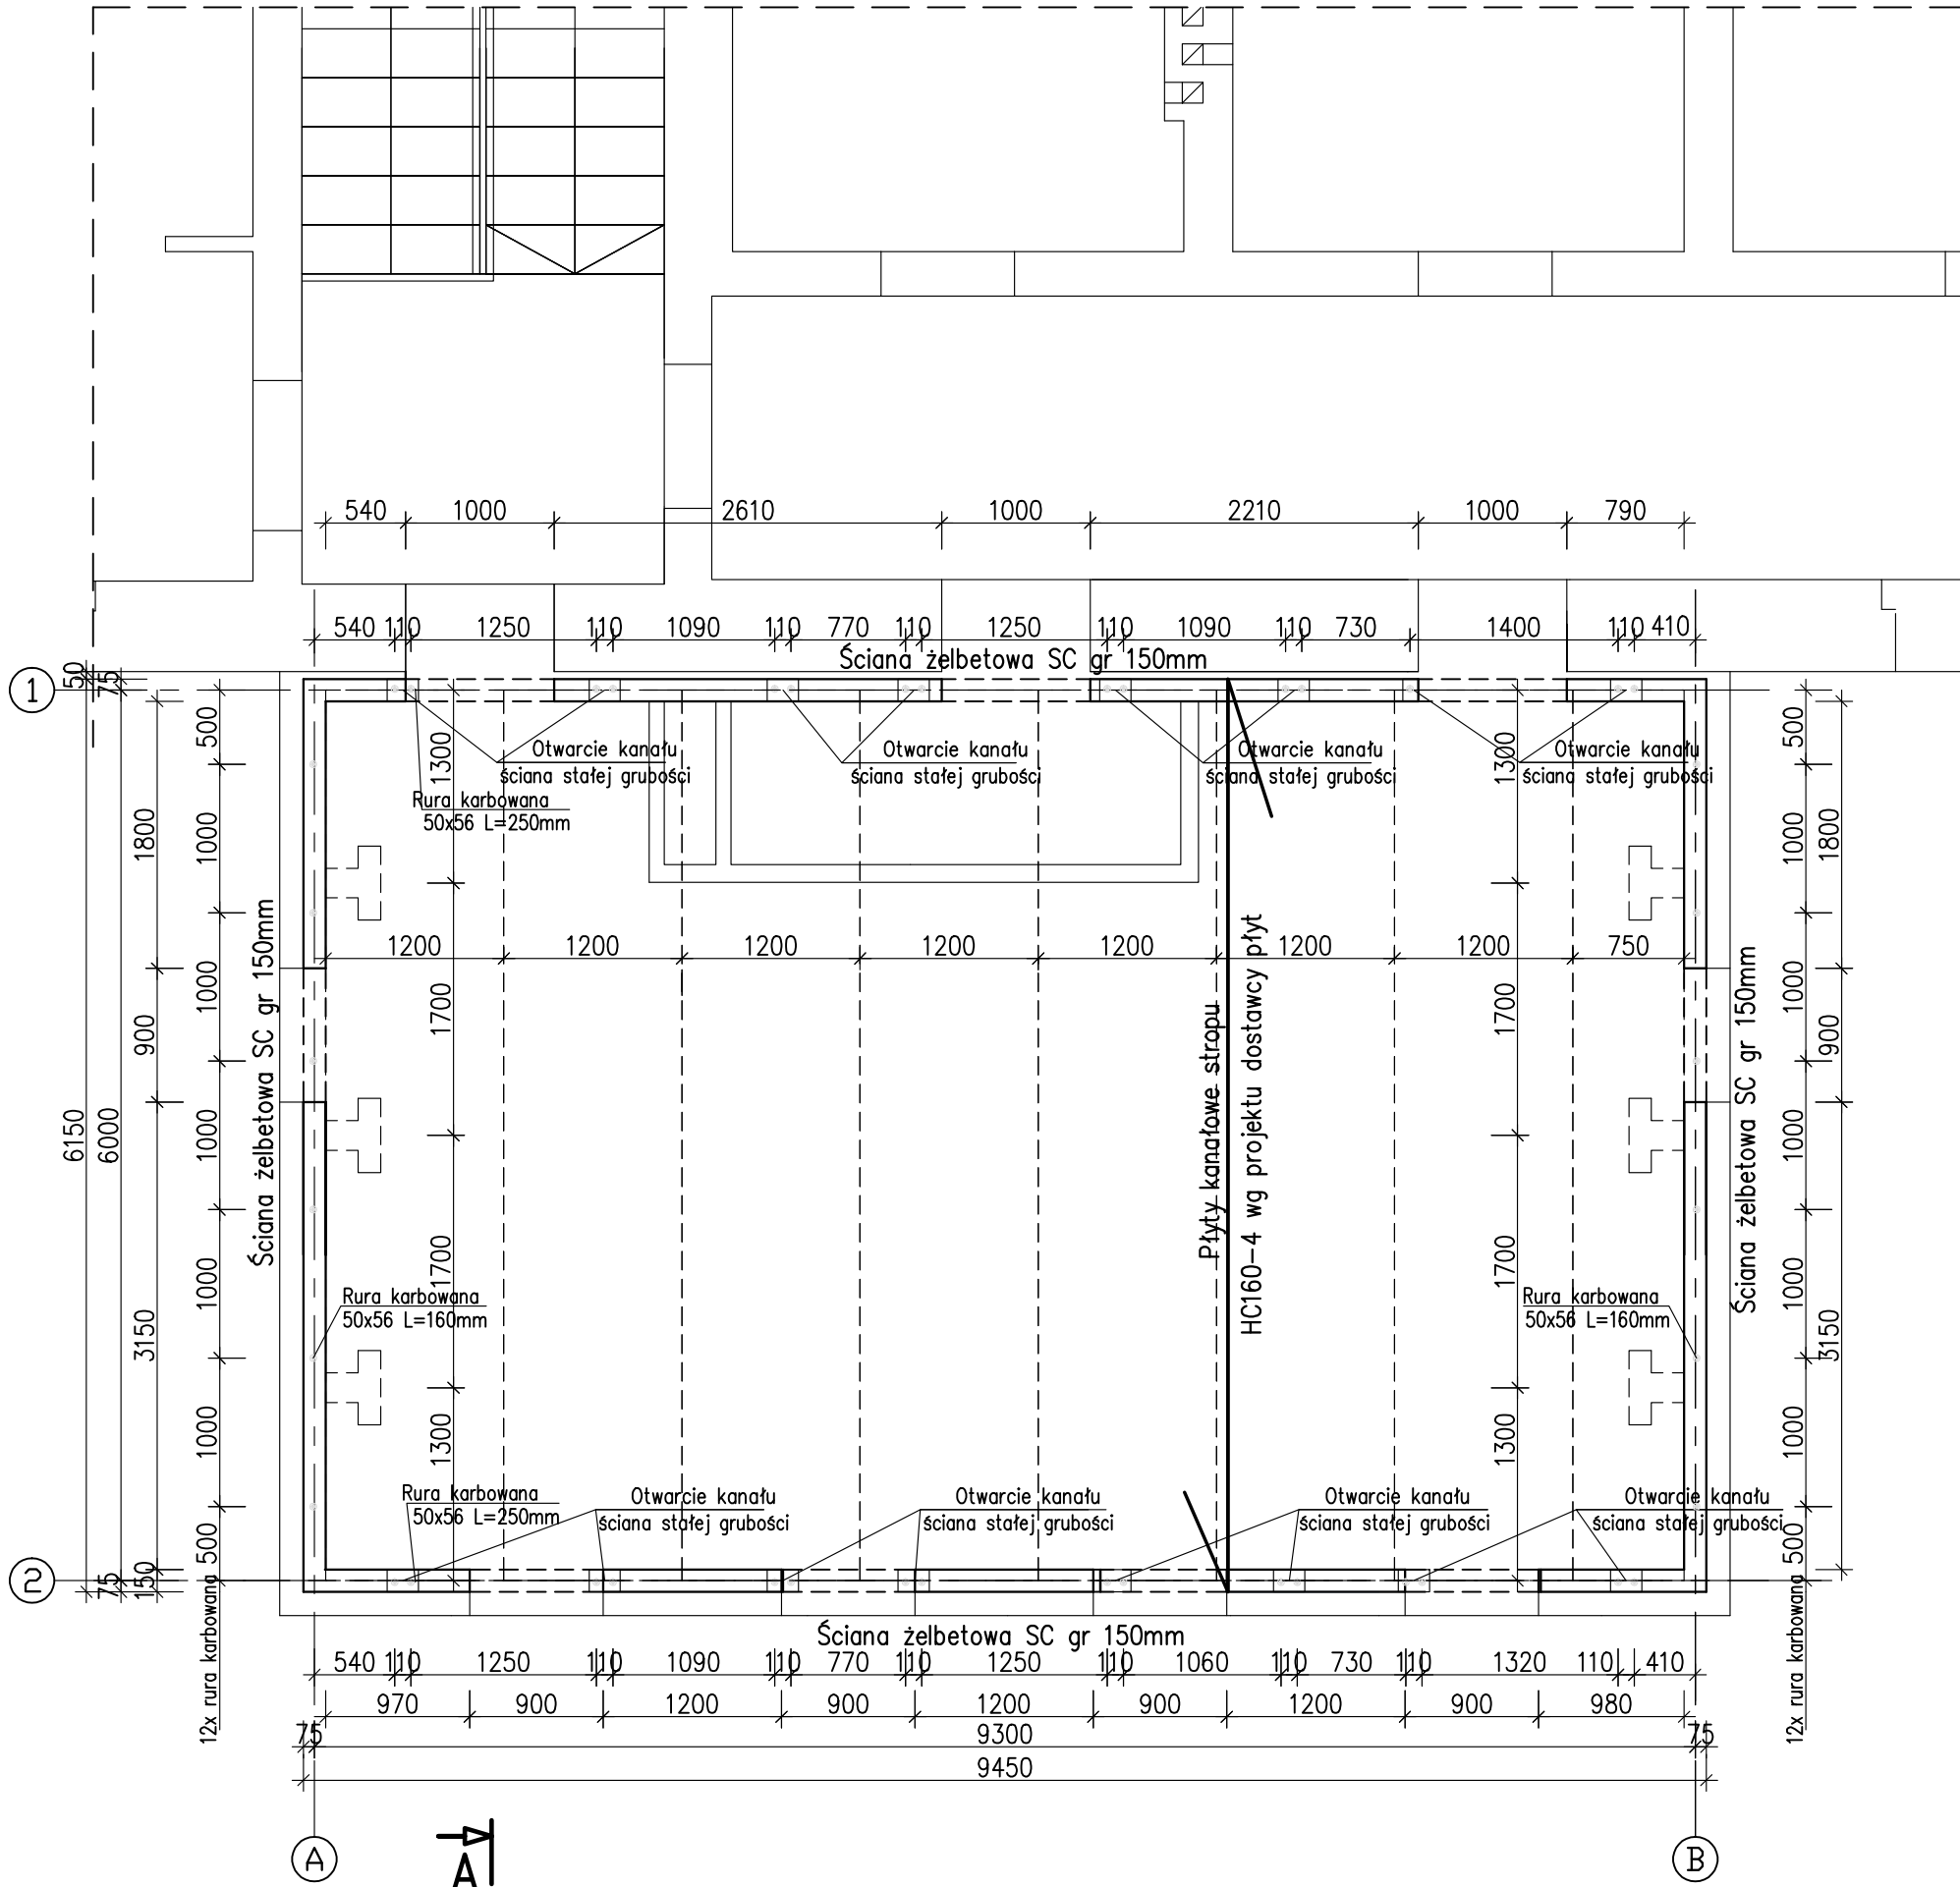 540 1000 2610 1000 2210 1000 790
540 110 1250 110 1090 110 770 110 1250 110 1090 110 730 1400 110 410
Ściana żelbetowa SC gr 150mm
1
50
75
500
1300
Otwarcie kanału
ściana stałej grubości
Otwarcie kanału
ściana stałej grubości
Otwarcie kanału
ściana stałej grubości
Otwarcie kanału
ściana stałej grubości
1300
500
Rura karbowana
50x56 L=250mm
1800
1000
1000
1800
1200 1200 1200 1200 1200 1200 1200 750
Ściana żelbetowa SC gr 150mm
Płyty kanałowe stropu
HC160-4 wg projektu dostawcy płyt
Ściana żelbetowa SC gr 150mm
900
1000
1700
1700
1000
900
6150
6000
1000
1000
3150
1000
1700
1700
1000
3150
Rura karbowana
50x56 L=160mm
Rura karbowana
50x56 L=160mm
1000
1300
1300
1000
Rura karbowana
50x56 L=250mm
Otwarcie kanału
ściana stałej grubości
Otwarcie kanału
ściana stałej grubości
Otwarcie kanału
ściana stałej grubości
Otwarcie kanału
ściana stałej grubości
2
75
150
12x rura karbowana 500
12x rura karbowana 500
Ściana żelbetowa SC gr 150mm
540 110 1250 110 1090 110 770 110 1250 110 1060 110 730 110 1320 110 410
970 900 1200 900 1200 900 1200 900 980
75 9300 75
9450
A
A
B